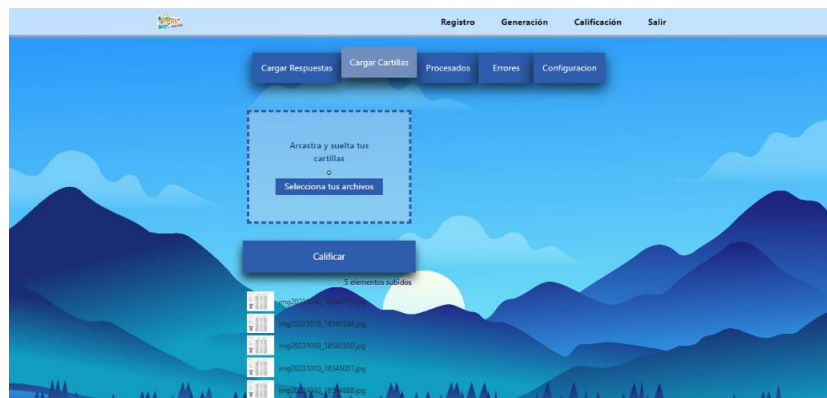 Registro Generación Calificación Salir
Cargar Respuestas Cargar Cartillas Procesados Errores Configuracion
Arrastra y suelta tus
cartillas
o
Selecciona tus archivos
Calificar
5 elementos subidos
img20231010_18545394.jpg
img20231010_18545550.jpg
img20231010_18545051.jpg